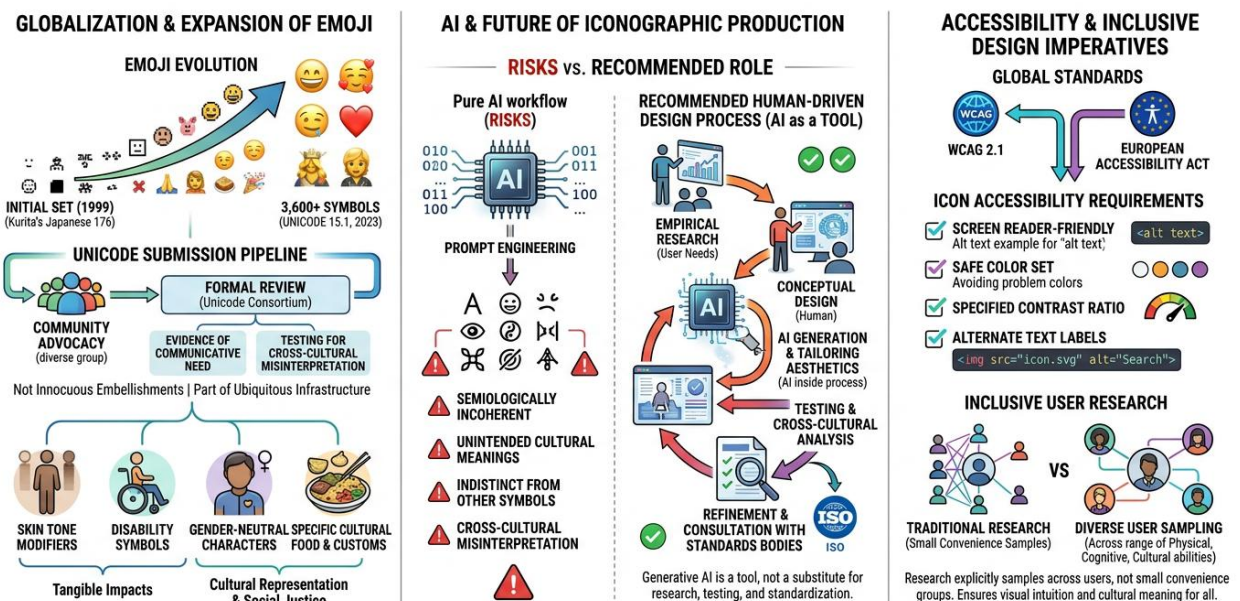 GLOBALIZATION & EXPANSION OF EMOJI
EMOJI EVOLUTION
INITIAL SET (1999)
(Kurita's Japanese 176)
3,600+ SYMBOLS
(UNICODE 15.1, 2023)
UNICODE SUBMISSION PIPELINE
COMMUNITY
ADVOCACY
(diverse group)
FORMAL REVIEW
(Unicode Consortium)
EVIDENCE OF
COMMUNICATIVE
NEED
TESTING FOR
CROSS-CULTURAL
MISINTERPRETATION
Not Innocuous Embellishments | Part of Ubiquitous Infrastructure
SKIN TONE
MODIFIERS
DISABILITY
SYMBOLS
GENDER-NEUTRAL
CHARACTERS
SPECIFIC CULTURAL
FOOD & CUSTOMS
Tangible Impacts
Cultural Representation
& Social Justice
AI & FUTURE OF ICONOGRAPHIC PRODUCTION
RISKS vs. RECOMMENDED ROLE
Pure AI workflow
(RISKS)
010
020
...
011
100
AI
001
011
...
100
...
PROMPT ENGINEERING
A
SEMIOLOGICALLY
INCOHERENT
UNINTENDED CULTURAL
MEANINGS
INDISTINCT FROM
OTHER SYMBOLS
CROSS-CULTURAL
MISINTERPRETATION
RECOMMENDED HUMAN-DRIVEN
DESIGN PROCESS (AI as a TOOL)
EMPIRICAL
RESEARCH
(User Needs)
CONCEPTUAL
DESIGN
(Human)
AI
AI GENERATION
& TAILORING
AESTHETICS
(AI inside process)
TESTING &
CROSS-CULTURAL
ANALYSIS
REFINEMENT &
CONSULTATION WITH
STANDARDS BODIES
ISO
ISO
Generative AI is a tool, not a substitute for
research, testing, and standardization.
ACCESSIBILITY & INCLUSIVE
DESIGN IMPERATIVES
GLOBAL STANDARDS
WCAG
WCAG 2.1
EUROPEAN
ACCESSIBILITY ACT
ICON ACCESSIBILITY REQUIREMENTS
SCREEN READER-FRIENDLY
Alt text example for "alt text'
<alt text>
SAFE COLOR SET
Avoiding problem colors
SPECIFIED CONTRAST RATIO
ALTERNATE TEXT LABELS
<img src="icon.svg" alt="Search">
INCLUSIVE USER RESEARCH
VS
TRADITIONAL RESEARCH
(Small Convenience Samples)
DIVERSE USER SAMPLING
(Across range of Physical,
Cognitive, Cultural abilities)
Research explicitly samples across users, not small convenience
groups. Ensures visual intuition and cultural meaning for all.